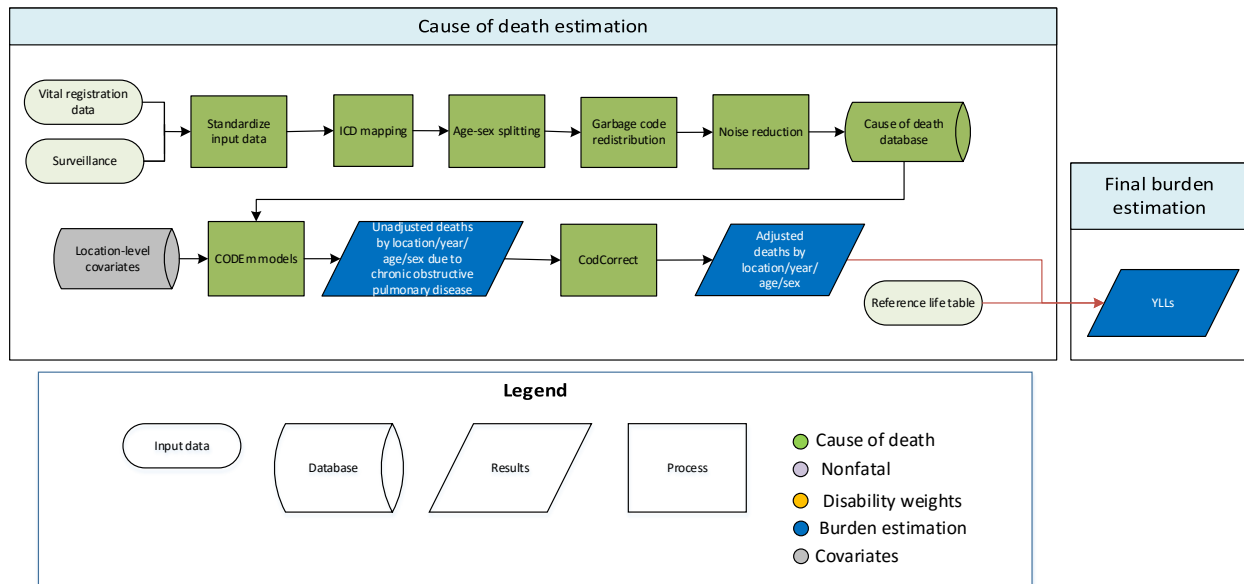 Cause of death estimation
Vital registration
data
Surveillance
Standardize
input data
ICD mapping
Age-sex splitting
Garbage code
redistribution
Noise reduction
Cause of death
database
Location-level
covariates
CODEm models
Unadjusted deaths
by location/year/
age/sex due to
chronic obstructive
pulmonary disease
CodCorrect
Adjusted
deaths by
location/year/
age/sex
Reference life table
Final burden
estimation
YLLs
Legend
Input data
Database
Results
Process
Cause of death
Nonfatal
Disability weights
Burden estimation
Covariates